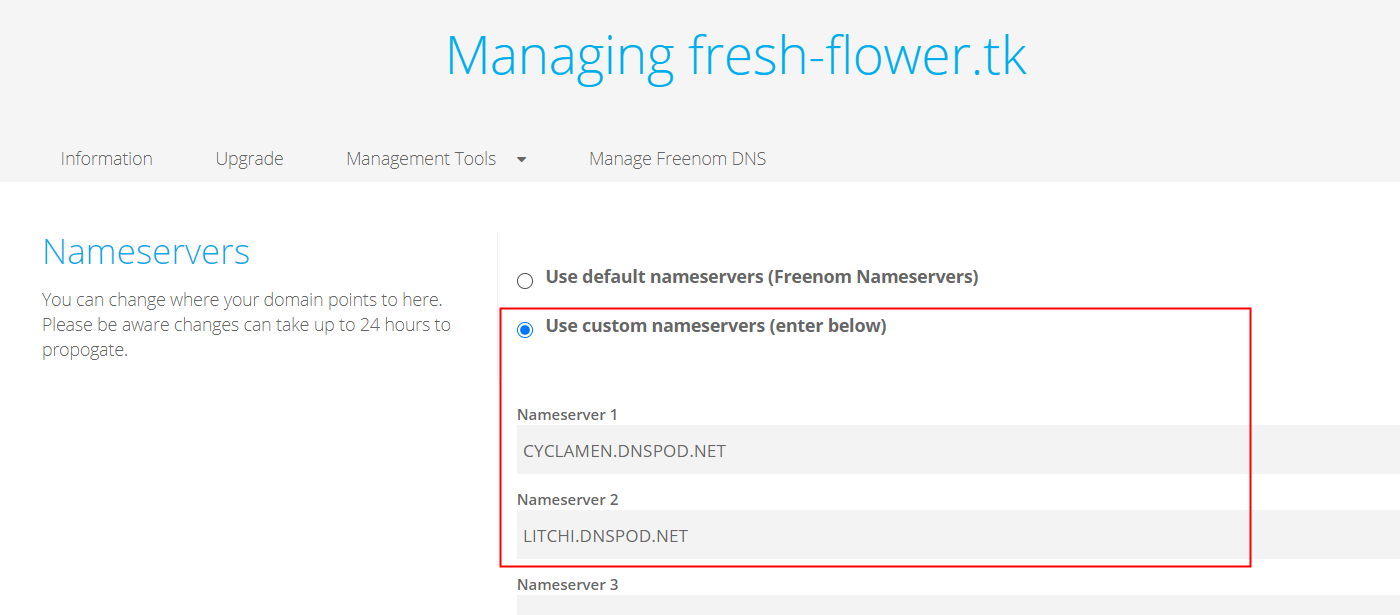 Managing fresh-flower.tk
Information Upgrade Management Tools Manage Freenom DNS
Nameservers
You can change where your domain points to here.
Please be aware changes can take up to 24 hours to
propogate.
Use default nameservers (Freenom Nameservers)
Use custom nameservers (enter below)
Nameserver 1
CYCLAMEN.DNSPOD.NET
Nameserver 2
LITCHI.DNSPOD.NET
Nameserver 3